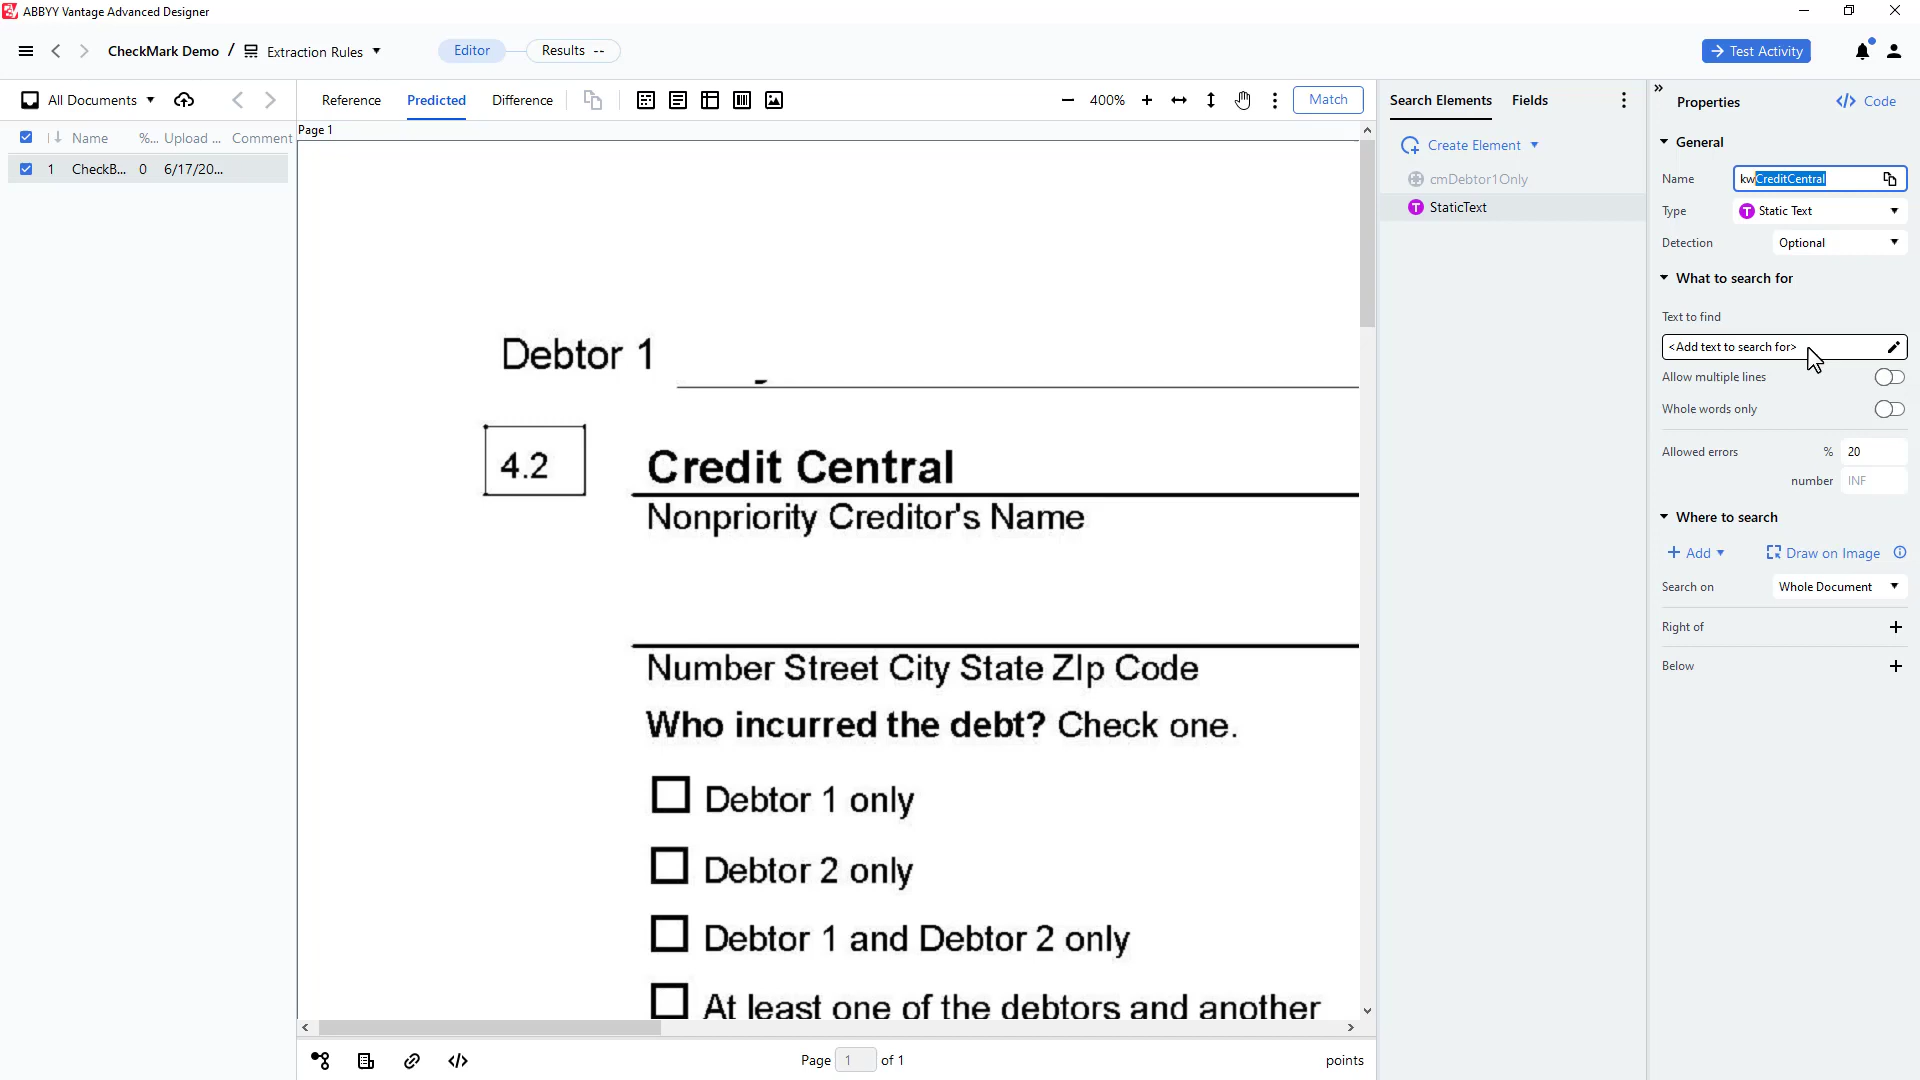 ABBYY Vantage Advanced Designer
CheckMark Demo / Extraction Rules
Editor
Results --
Test Activity
All Documents
Reference
Predicted
Difference
400%
Match
Search Elements
Fields
Properties
Code
Name %... Upload ... Comment
1 CheckB... 0 6/17/20...
Page 1
Debtor 1
4.2
Credit Central
Nonpriority Creditor's Name
Number Street City State ZIp Code
Who incurred the debt? Check one.
Debtor 1 only
Debtor 2 only
Debtor 1 and Debtor 2 only
At least one of the debtors and another
Page 1 of 1
points
Create Element
cmDebtor1Only
StaticText
General
Name kwCreditCentral
Type Static Text
Detection Optional
What to search for
Text to find
<Add text to search for>
Allow multiple lines
Whole words only
Allowed errors % 20
number INF
Where to search
Add
Draw on Image
Search on Whole Document
Right of
Below